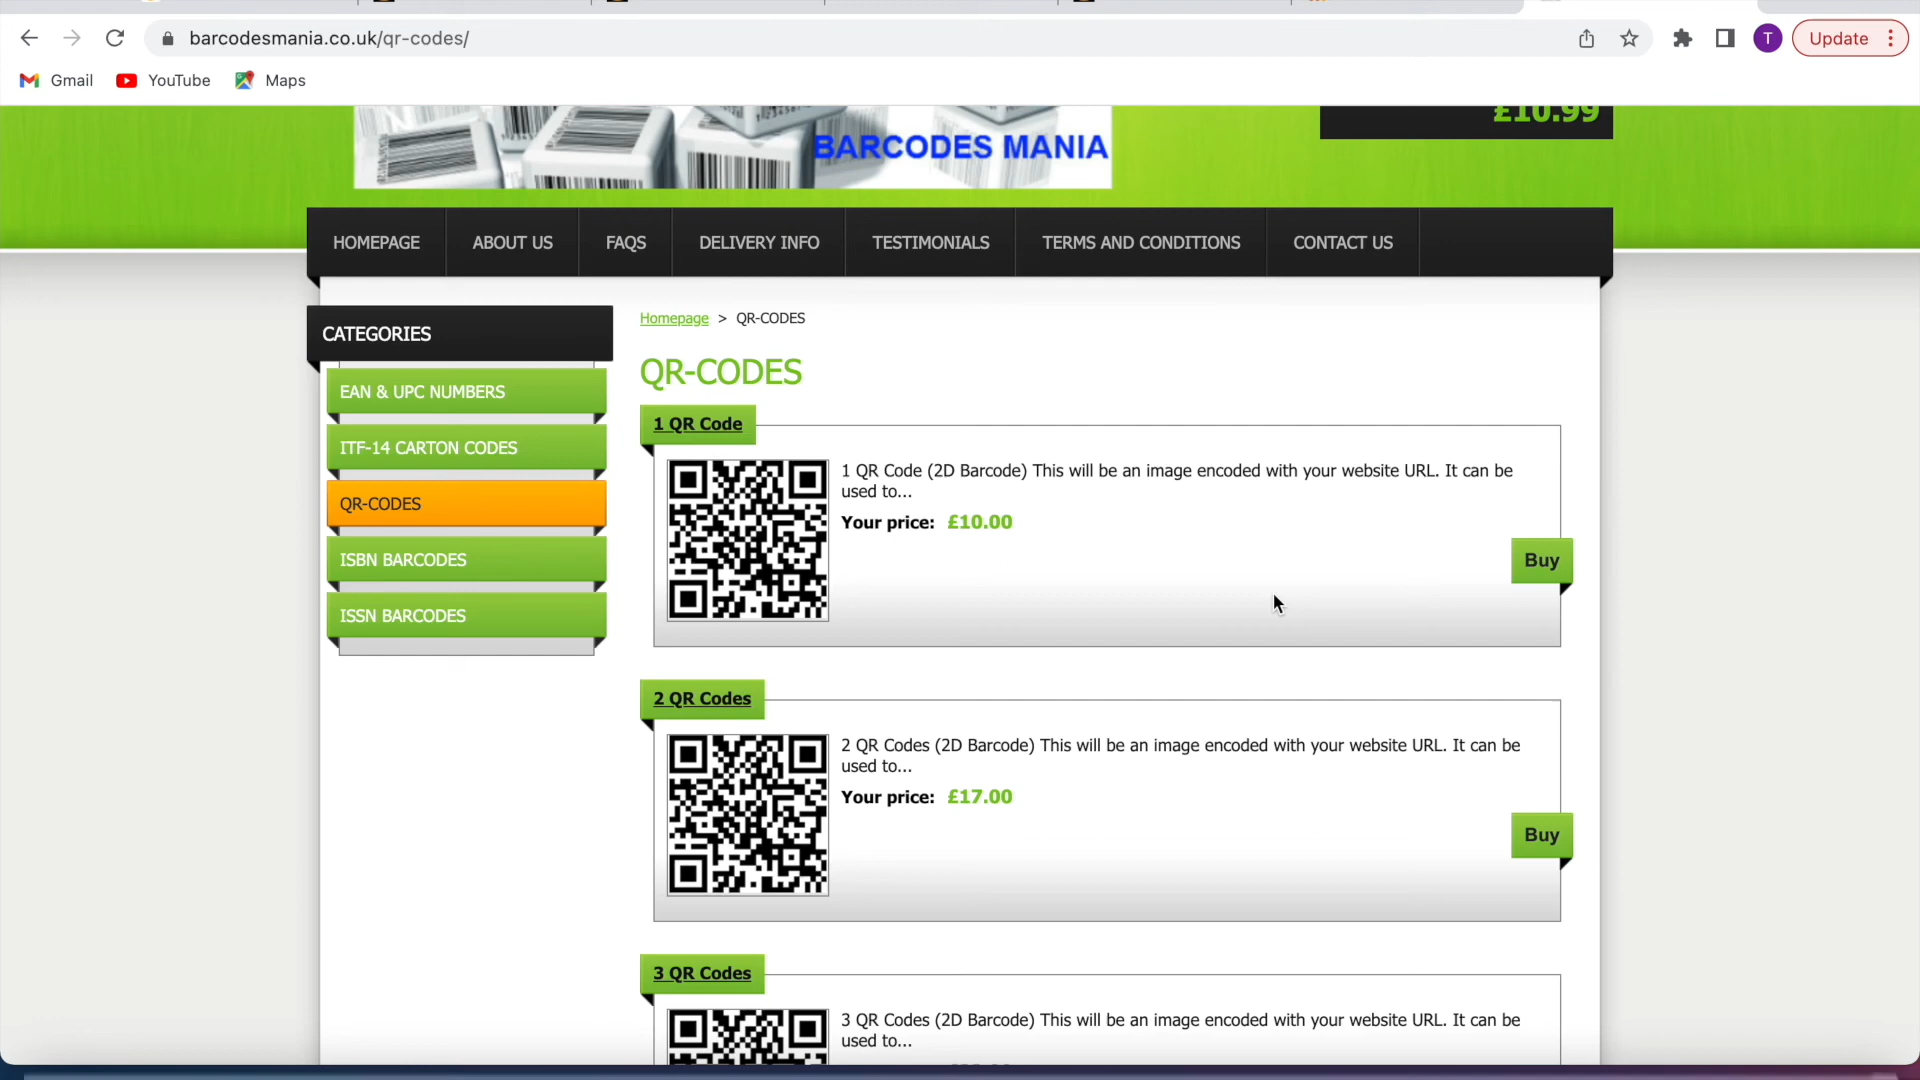 barcodesmania.co.uk/qr-codes/
T
Update
Gmail
YouTube
Maps
£10.99
BARCODES MANIA
HOMEPAGE
ABOUT US
FAQS
DELIVERY INFO
TESTIMONIALS
TERMS AND CONDITIONS
CONTACT US
CATEGORIES
EAN & UPC NUMBERS
ITF-14 CARTON CODES
QR-CODES
ISBN BARCODES
ISSN BARCODES
Homepage > QR-CODES
QR-CODES
1 QR Code
1 QR Code (2D Barcode) This will be an image encoded with your website URL. It can be
used to...
Your price: £10.00
Buy
2 QR Codes
2 QR Codes (2D Barcode) This will be an image encoded with your website URL. It can be
used to...
Your price: £17.00
Buy
3 QR Codes
3 QR Codes (2D Barcode) This will be an image encoded with your website URL. It can be
used to...